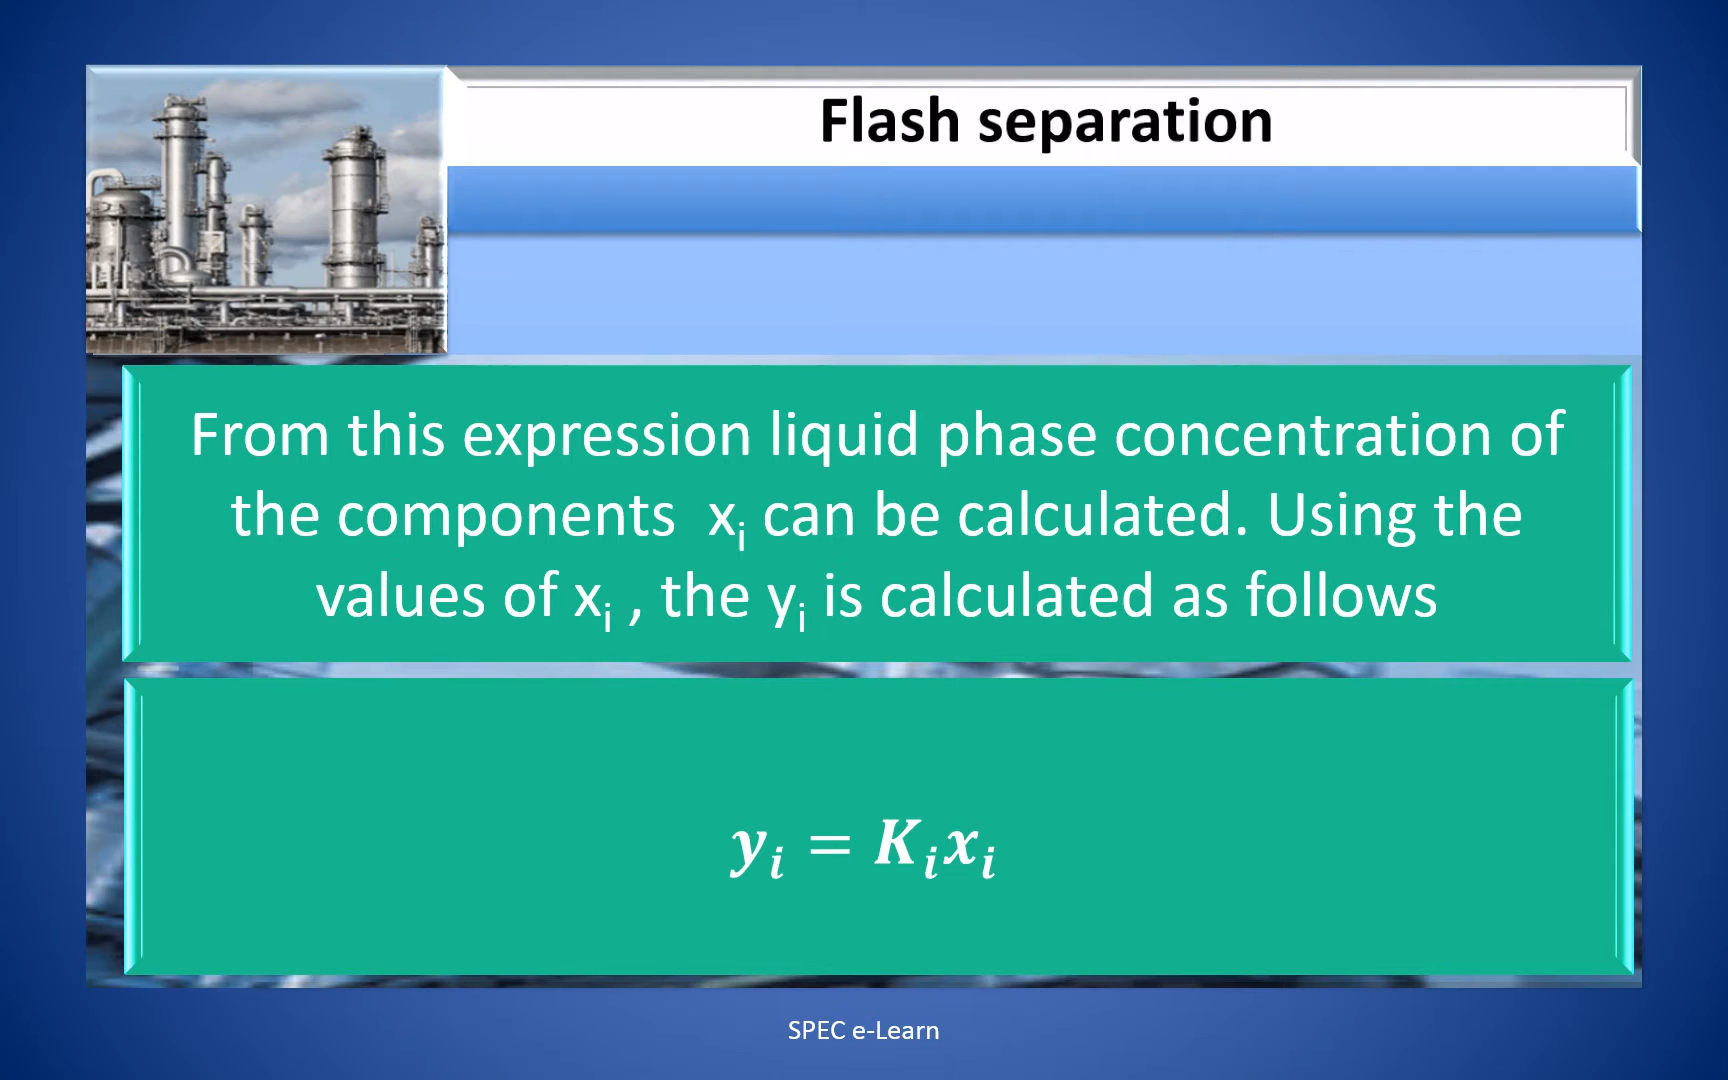 Flash separation
From this expression liquid phase concentration of
the components xi can be calculated. Using the
values of xi , the yi is calculated as follows
yi = Kixi
SPEC e-Learn